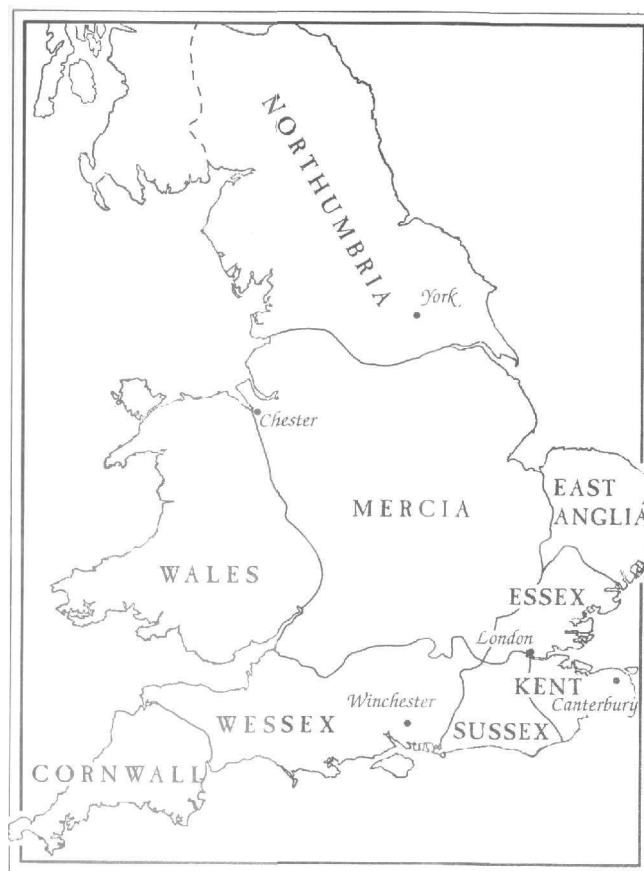 NORTHUMBRIA
York
Chester
MERCIA
EAST
ANGLIA
WALES
ESSEX
London
KENT
Canterbury
Winchester
WESSEX
SUSSEX
CORNWALL